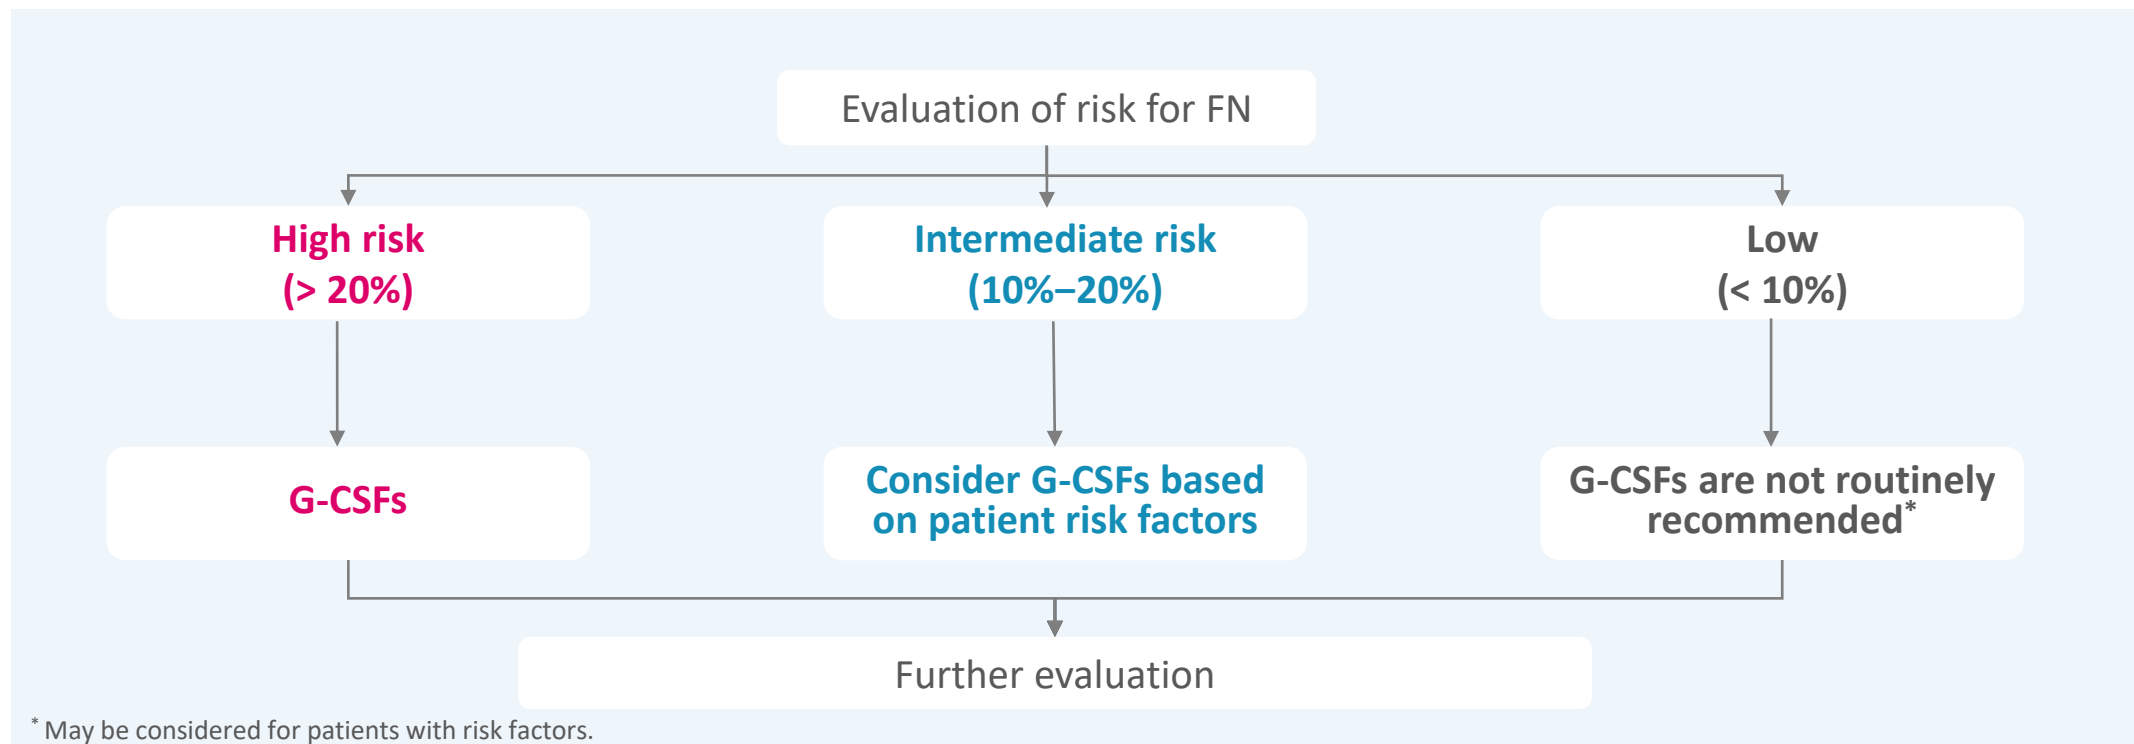 Evaluation of risk for FN
High risk
(> 20%)
Intermediate risk
(10%–20%)
Low
(< 10%)
G-CSFs
Consider G-CSFs based
on patient risk factors
G-CSFs are not routinely
recommended*
Further evaluation
* May be considered for patients with risk factors.